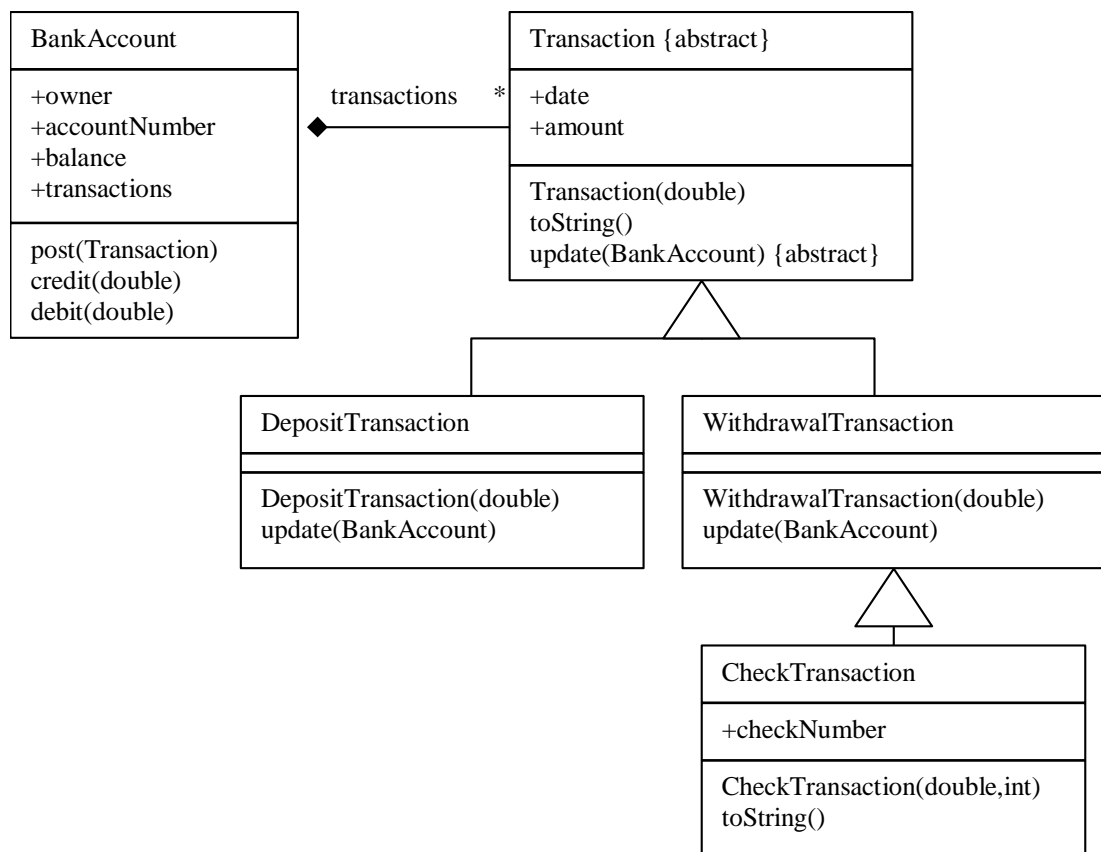 BankAccount
+owner
+accountNumber
+balance
+transactions
post(Transaction)
credit(double)
debit(double)
transactions *
Transaction {abstract}
+date
+amount
Transaction(double)
toString()
update(BankAccount) {abstract}
DepositTransaction
DepositTransaction(double)
update(BankAccount)
WithdrawalTransaction
WithdrawalTransaction(double)
update(BankAccount)
CheckTransaction
+checkNumber
CheckTransaction(double,int)
toString()